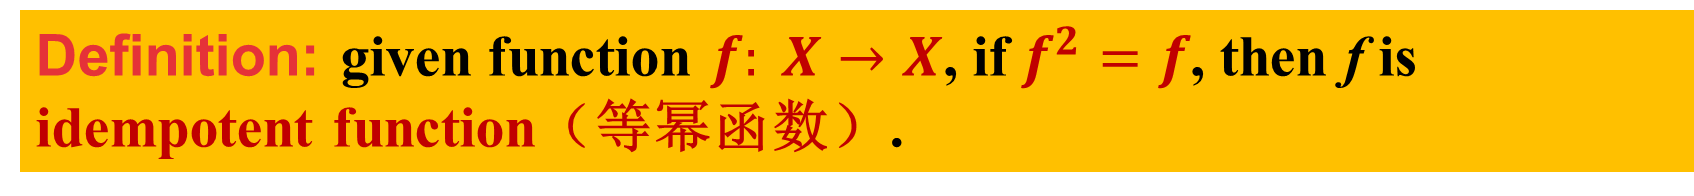 Definition: given function f: X → X, if f² = f, then f is
idempotent function（等幂函数）.